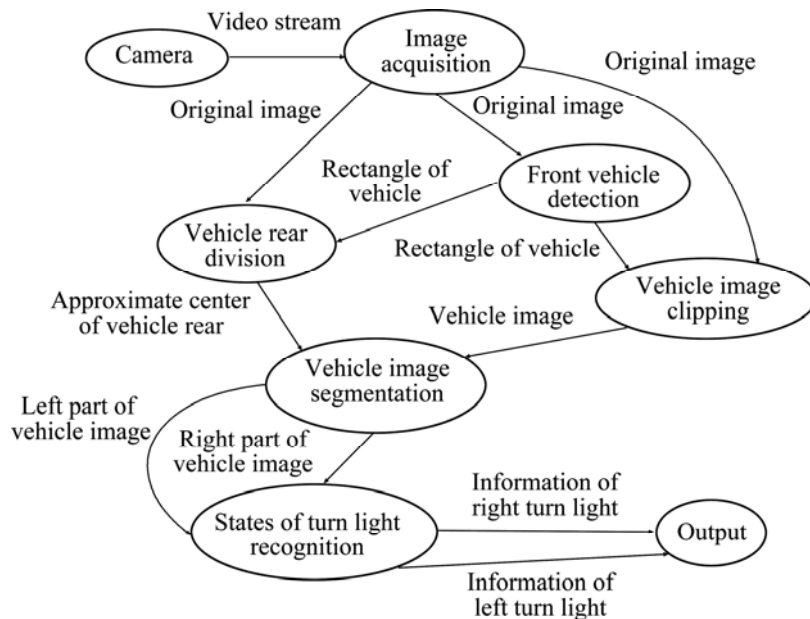 Video stream
Camera
Image
acquisition
Original image
Original image
Original image
Rectangle of
vehicle
Front vehicle
detection
Vehicle rear
division
Rectangle of vehicle
Vehicle image
clipping
Approximate center
of vehicle rear
Vehicle image
Vehicle image
segmentation
Left part of
vehicle image
Right part of
vehicle image
States of turn light
recognition
Information of
right turn light
Output
Information of
left turn light